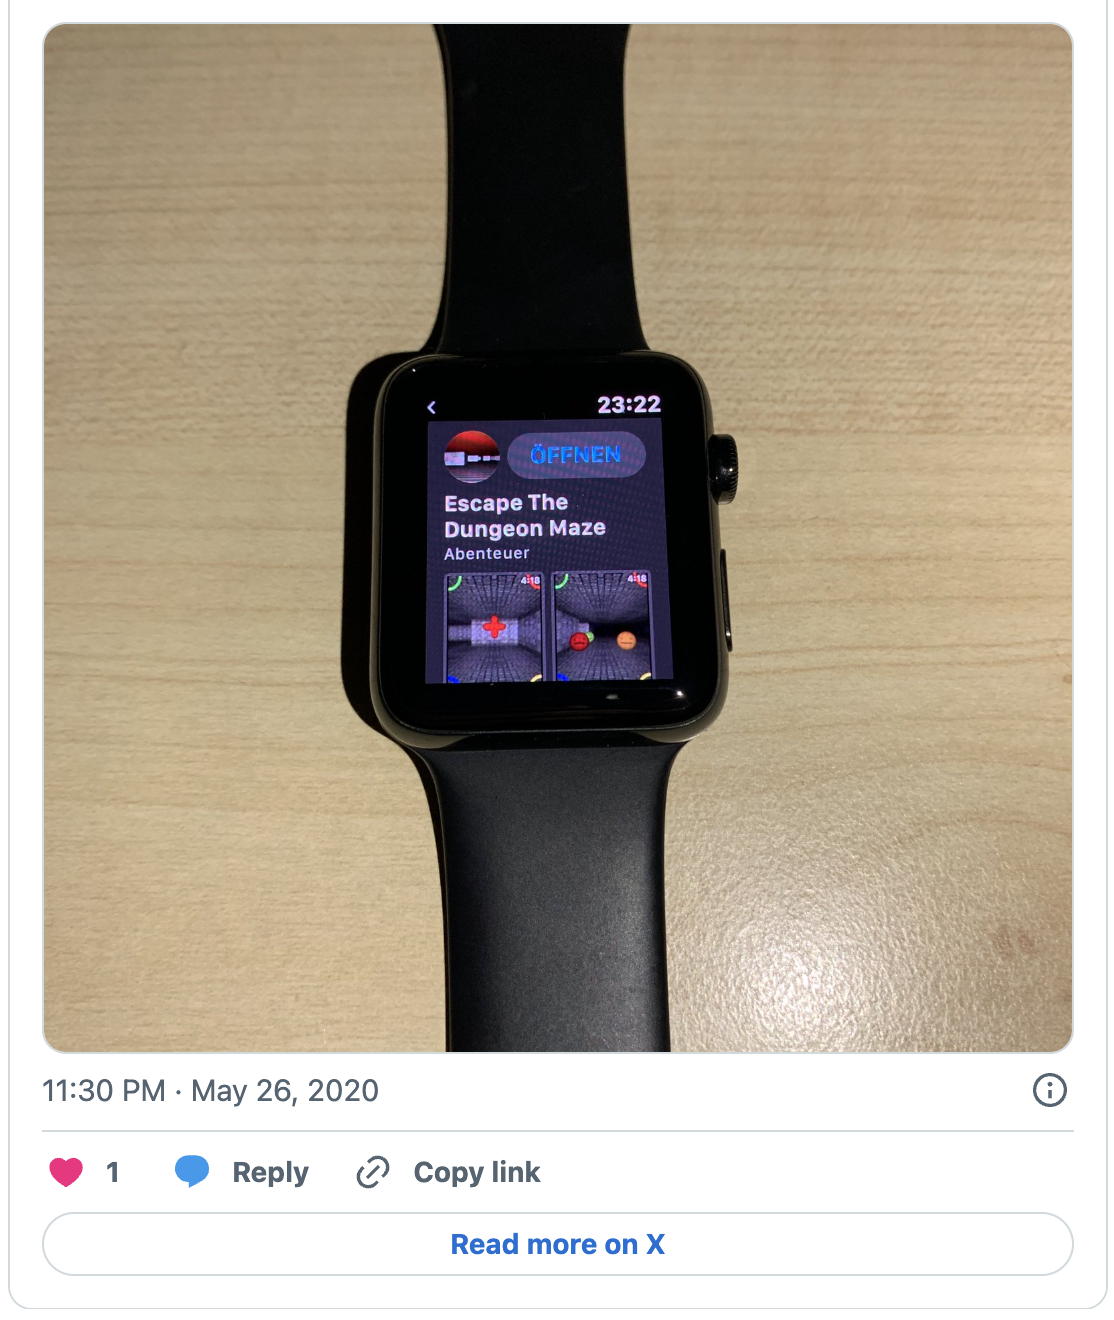 23:22
ÖFFNEN
Escape The
Dungeon Maze
Abenteuer
4:18 4:18
11:30 PM · May 26, 2020
1 Reply Copy link
Read more on X